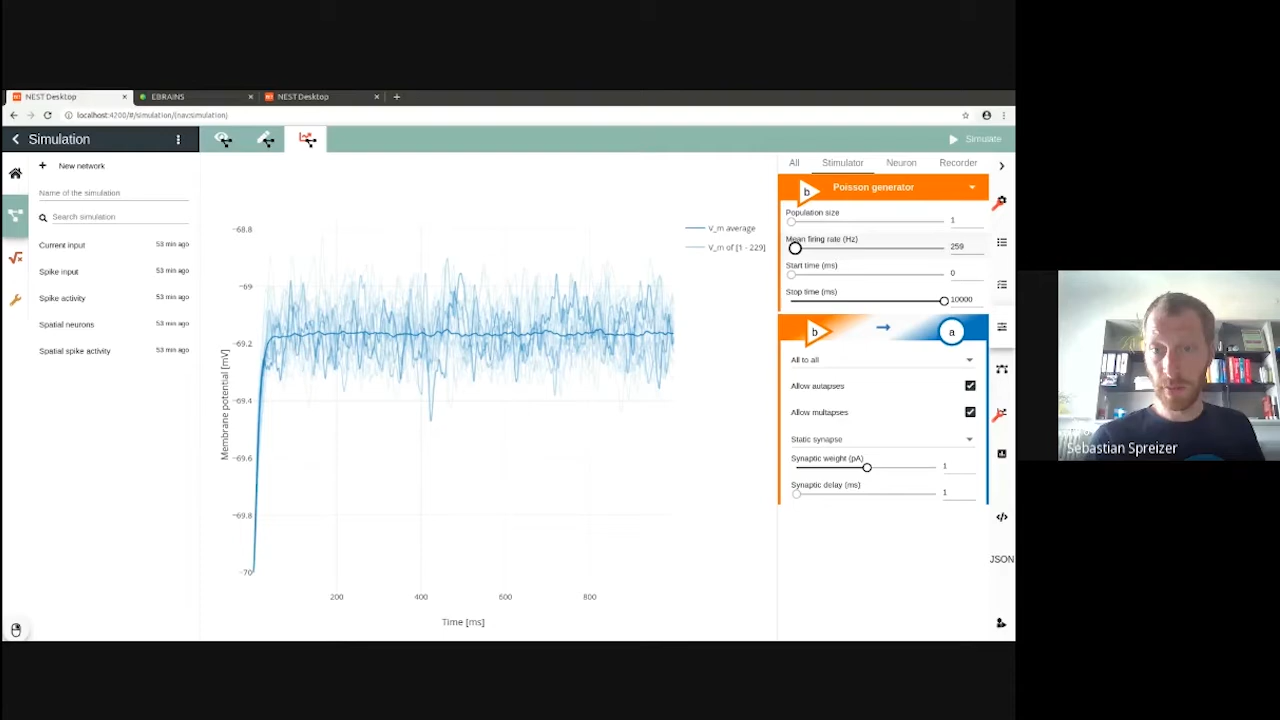 NEST Desktop
EBRAINS
NEST Desktop
localhost:4200/#/simulation/(nav:simulation)
Simulation
Simulate
New network
Name of the simulation
Search simulation
Current input 53 min ago
Spike input 53 min ago
Spike activity 53 min ago
Spatial neurons 53 min ago
Spatial spike activity 53 min ago
−68.8
−69
−69.2
−69.4
−69.6
−69.8
−70
Membrane potential [mV]
200 400 600 800
Time [ms]
V_m average
V_m of [1 - 229]
All Stimulator Neuron Recorder
b Poisson generator
Population size 1
Mean firing rate (Hz) 259
Start time (ms) 0
Stop time (ms) 10000
b a
All to all
Allow autapses
Allow multapses
Static synapse
Synaptic weight (pA) 1
Synaptic delay (ms) 1
JSON
Sebastian Spreizer